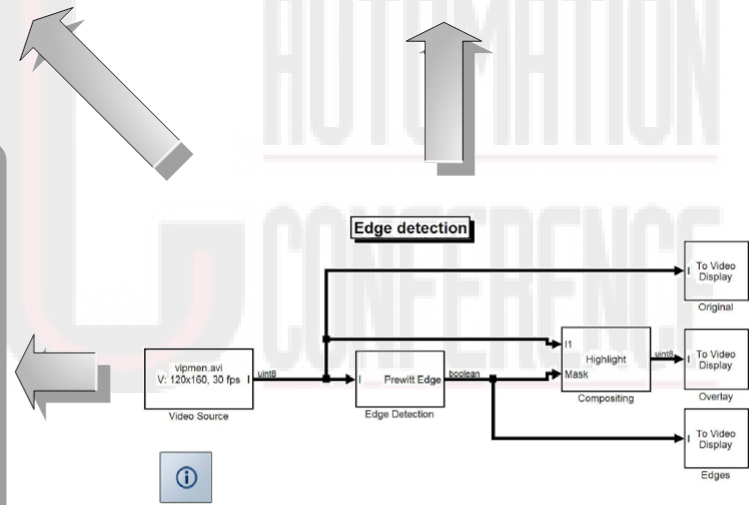 AUTOMATION
CONFERENCE
Edge detection
To Video
Display
I
Original
vipmen.avi
V: 120x160, 30 fps
I
uint8
Video Source
I
Prewitt Edge
boolean
Edge Detection
I1
Highlight
Mask
uint8
Compositing
I
To Video
Display
Overlay
I
To Video
Display
Edges
i